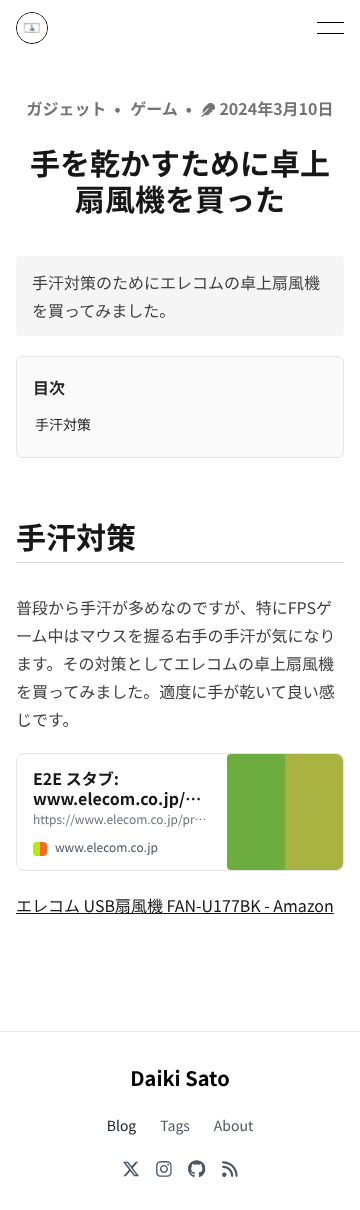 ガジェット • ゲーム • 2024年3月10日
手を乾かすために卓上
扇風機を買った
手汗対策のためにエレコムの卓上扇風機
を買ってみました。
目次
手汗対策
手汗対策
普段から手汗が多めなのですが、特にFPSゲ
ーム中はマウスを握る右手の手汗が気になり
ます。その対策としてエレコムの卓上扇風機
を買ってみました。適度に手が乾いて良い感
じです。
E2E スタブ:
www.elecom.co.jp/…
https://www.elecom.co.jp/pr…
www.elecom.co.jp
エレコム USB扇風機 FAN-U177BK - Amazon
Daiki Sato
Blog Tags About